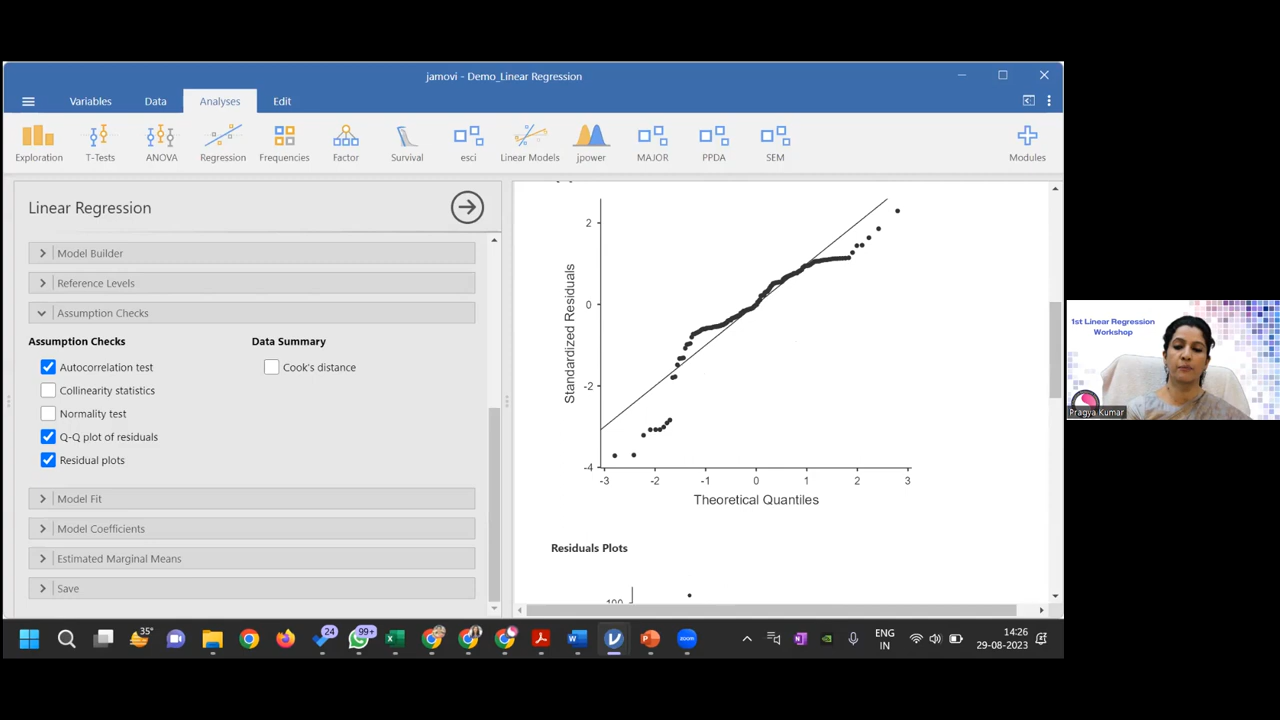 jamovi - Demo_Linear Regression
Variables
Data
Analyses
Edit
Exploration
T-Tests
ANOVA
Regression
Frequencies
Factor
Survival
esci
Linear Models
jpower
MAJOR
PPDA
SEM
Modules
Linear Regression
Model Builder
Reference Levels
Assumption Checks
Assumption Checks
Data Summary
Autocorrelation test
Cook's distance
Collinearity statistics
Normality test
Q-Q plot of residuals
Residual plots
Model Fit
Model Coefficients
Estimated Marginal Means
Save
Standardized Residuals
2
0
-2
-4
-3 -2 -1 0 1 2 3
Theoretical Quantiles
Residuals Plots
1st Linear Regression
Workshop
Pragya Kumar
35°
24
99+
zoom
ENG
IN
14:26
29-08-2023